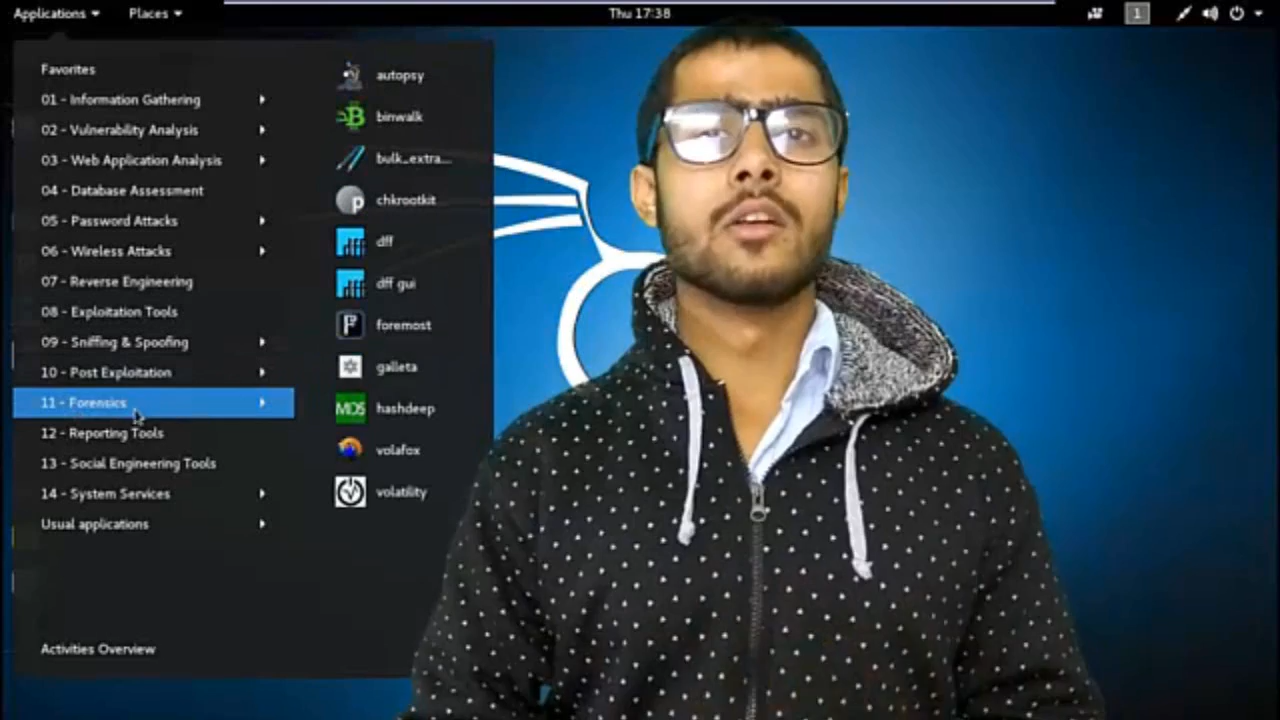 Applications Places Thu 17:38 1
Favorites
01 - Information Gathering
02 - Vulnerability Analysis
03 - Web Application Analysis
04 - Database Assessment
05 - Password Attacks
06 - Wireless Attacks
07 - Reverse Engineering
08 - Exploitation Tools
09 - Sniffing & Spoofing
10 - Post Exploitation
11 - Forensics
12 - Reporting Tools
13 - Social Engineering Tools
14 - System Services
Usual applications
Activities Overview
autopsy
binwalk
bulk_extra...
p
chkrootkit
dff
dff
dff
dff gui
foremost
galleta
MD5
hashdeep
volafox
volatility